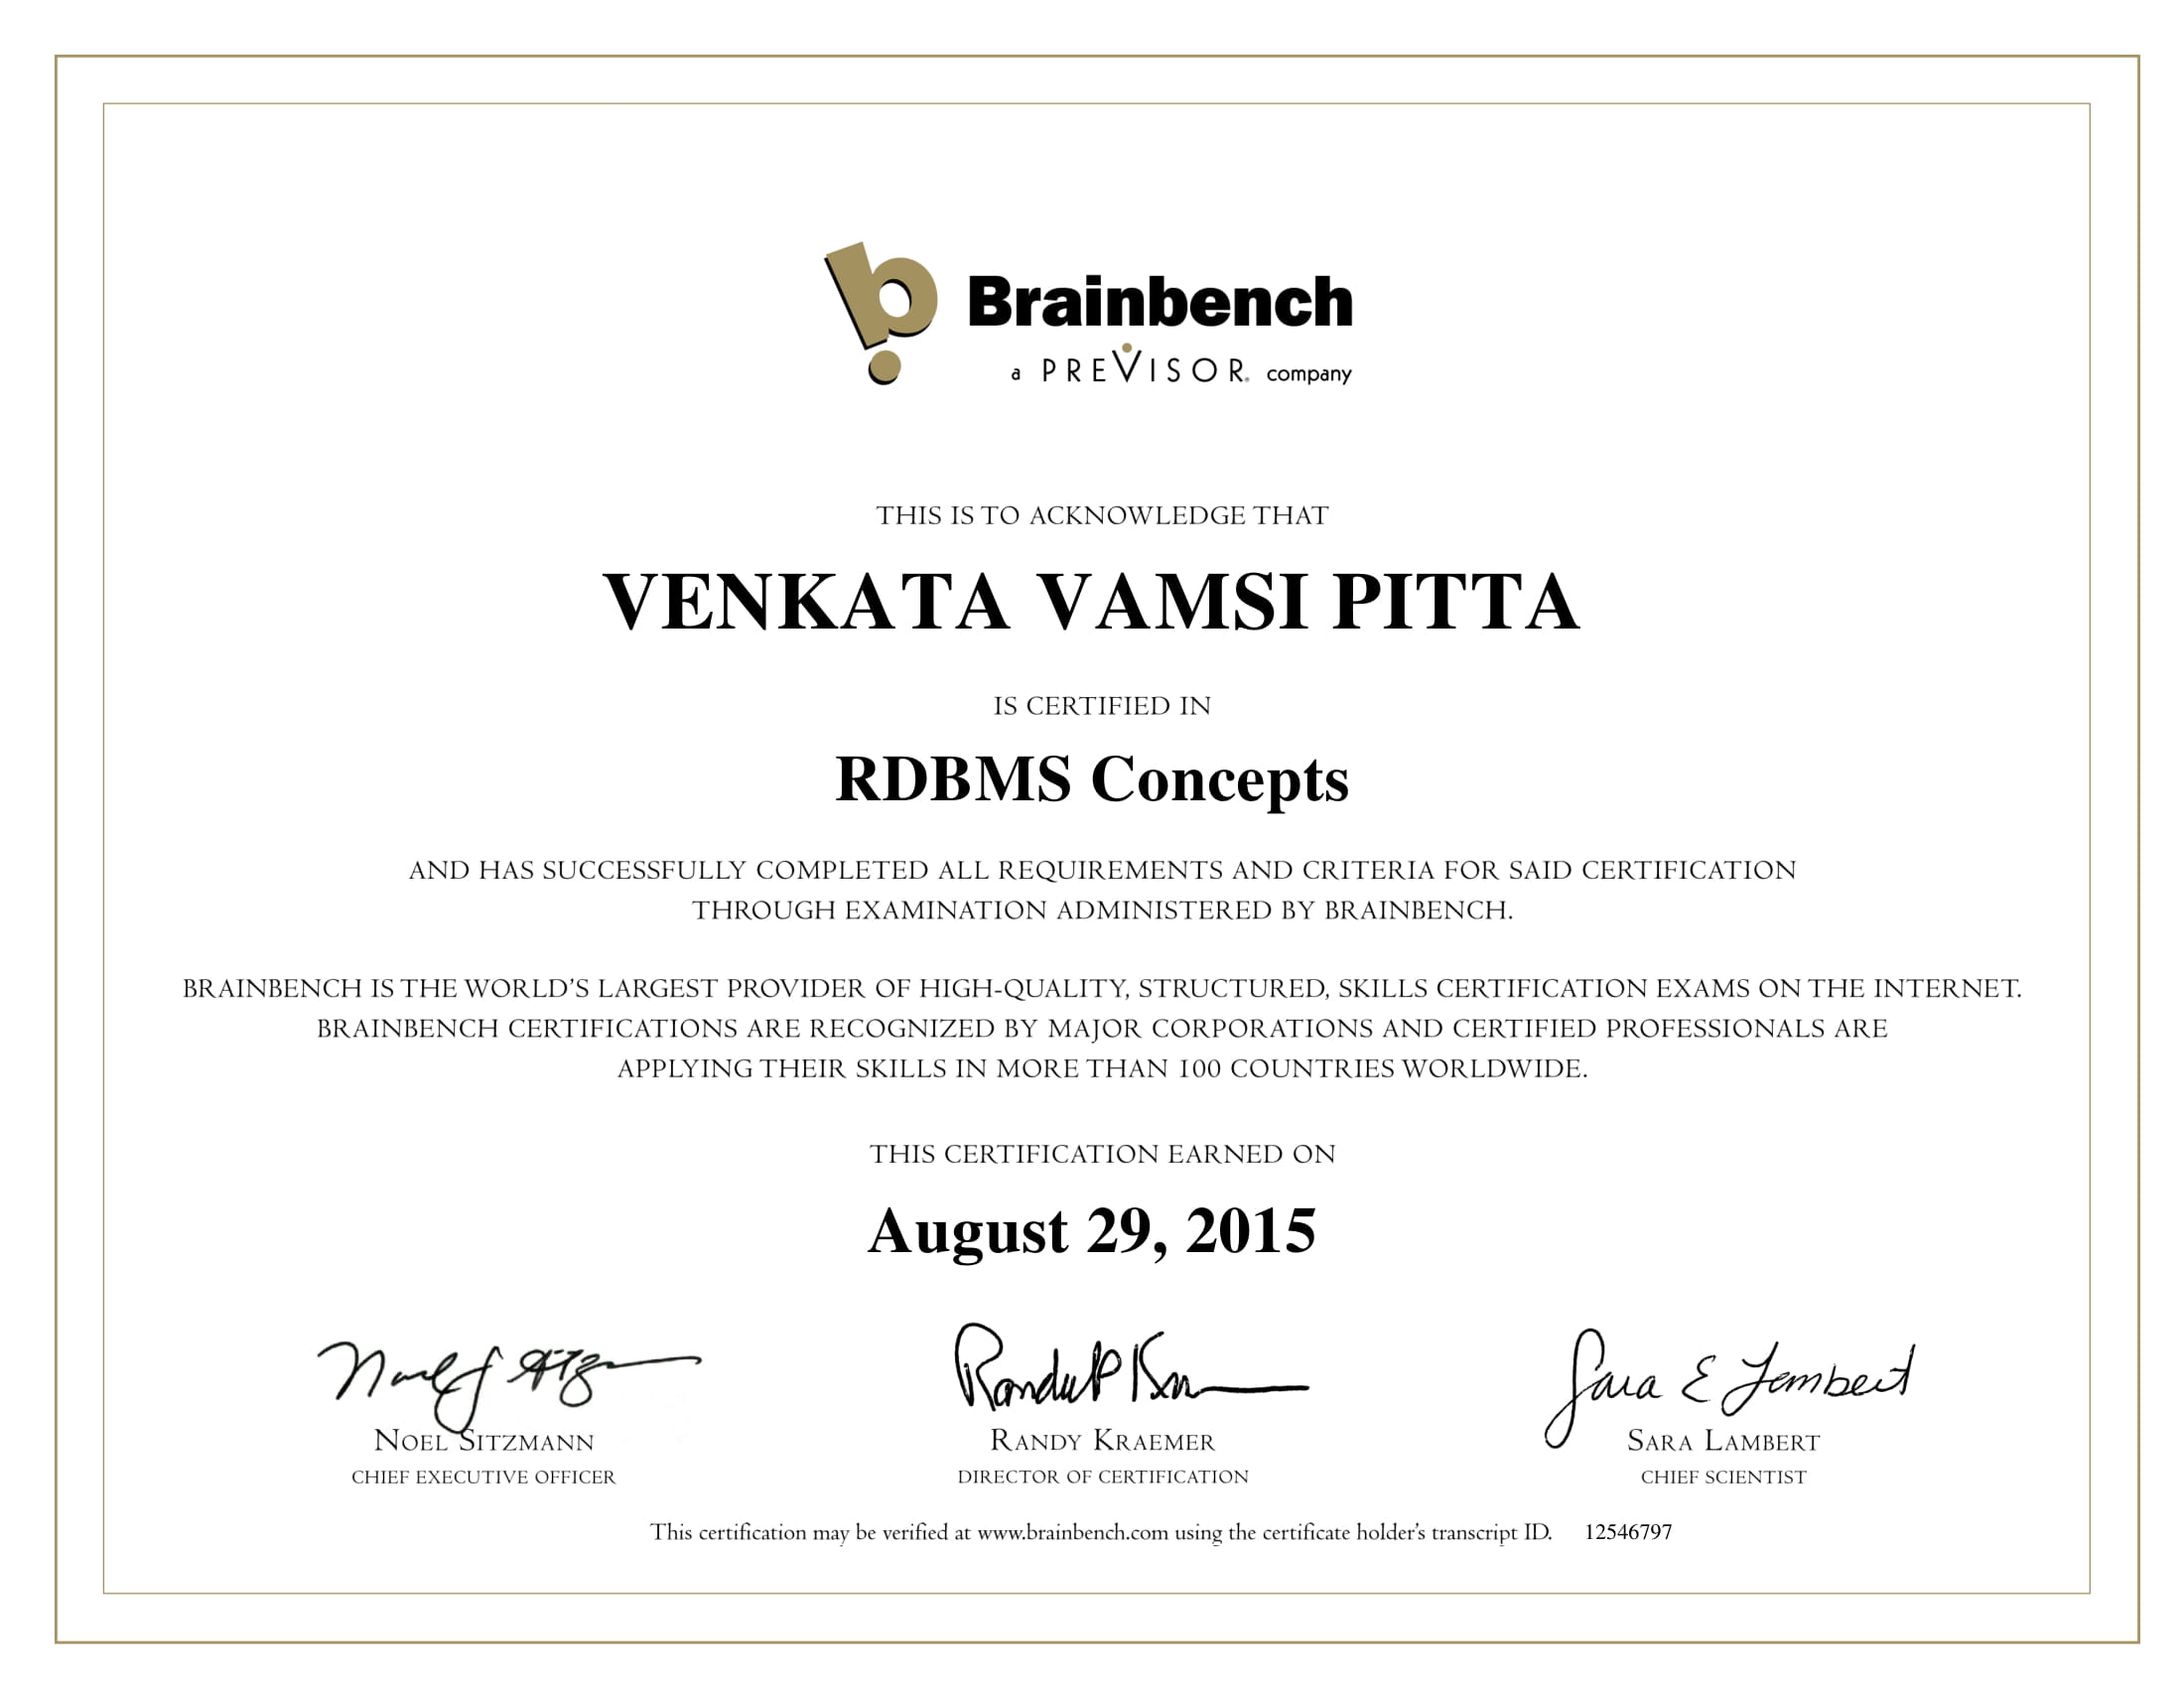 Brainbench
a PREVISOR® company
THIS IS TO ACKNOWLEDGE THAT
VENKATA VAMSI PITTA
IS CERTIFIED IN
RDBMS Concepts
AND HAS SUCCESSFULLY COMPLETED ALL REQUIREMENTS AND CRITERIA FOR SAID CERTIFICATION
THROUGH EXAMINATION ADMINISTERED BY BRAINBENCH.
BRAINBENCH IS THE WORLD'S LARGEST PROVIDER OF HIGH-QUALITY, STRUCTURED, SKILLS CERTIFICATION EXAMS ON THE INTERNET.
BRAINBENCH CERTIFICATIONS ARE RECOGNIZED BY MAJOR CORPORATIONS AND CERTIFIED PROFESSIONALS ARE
APPLYING THEIR SKILLS IN MORE THAN 100 COUNTRIES WORLDWIDE.
THIS CERTIFICATION EARNED ON
August 29, 2015
Sara E Lambert
NOEL SITZMANN RANDY KRAEMER SARA LAMBERT
CHIEF EXECUTIVE OFFICER DIRECTOR OF CERTIFICATION CHIEF SCIENTIST
This certification may be verified at www.brainbench.com using the certificate holder's transcript ID. 12546797